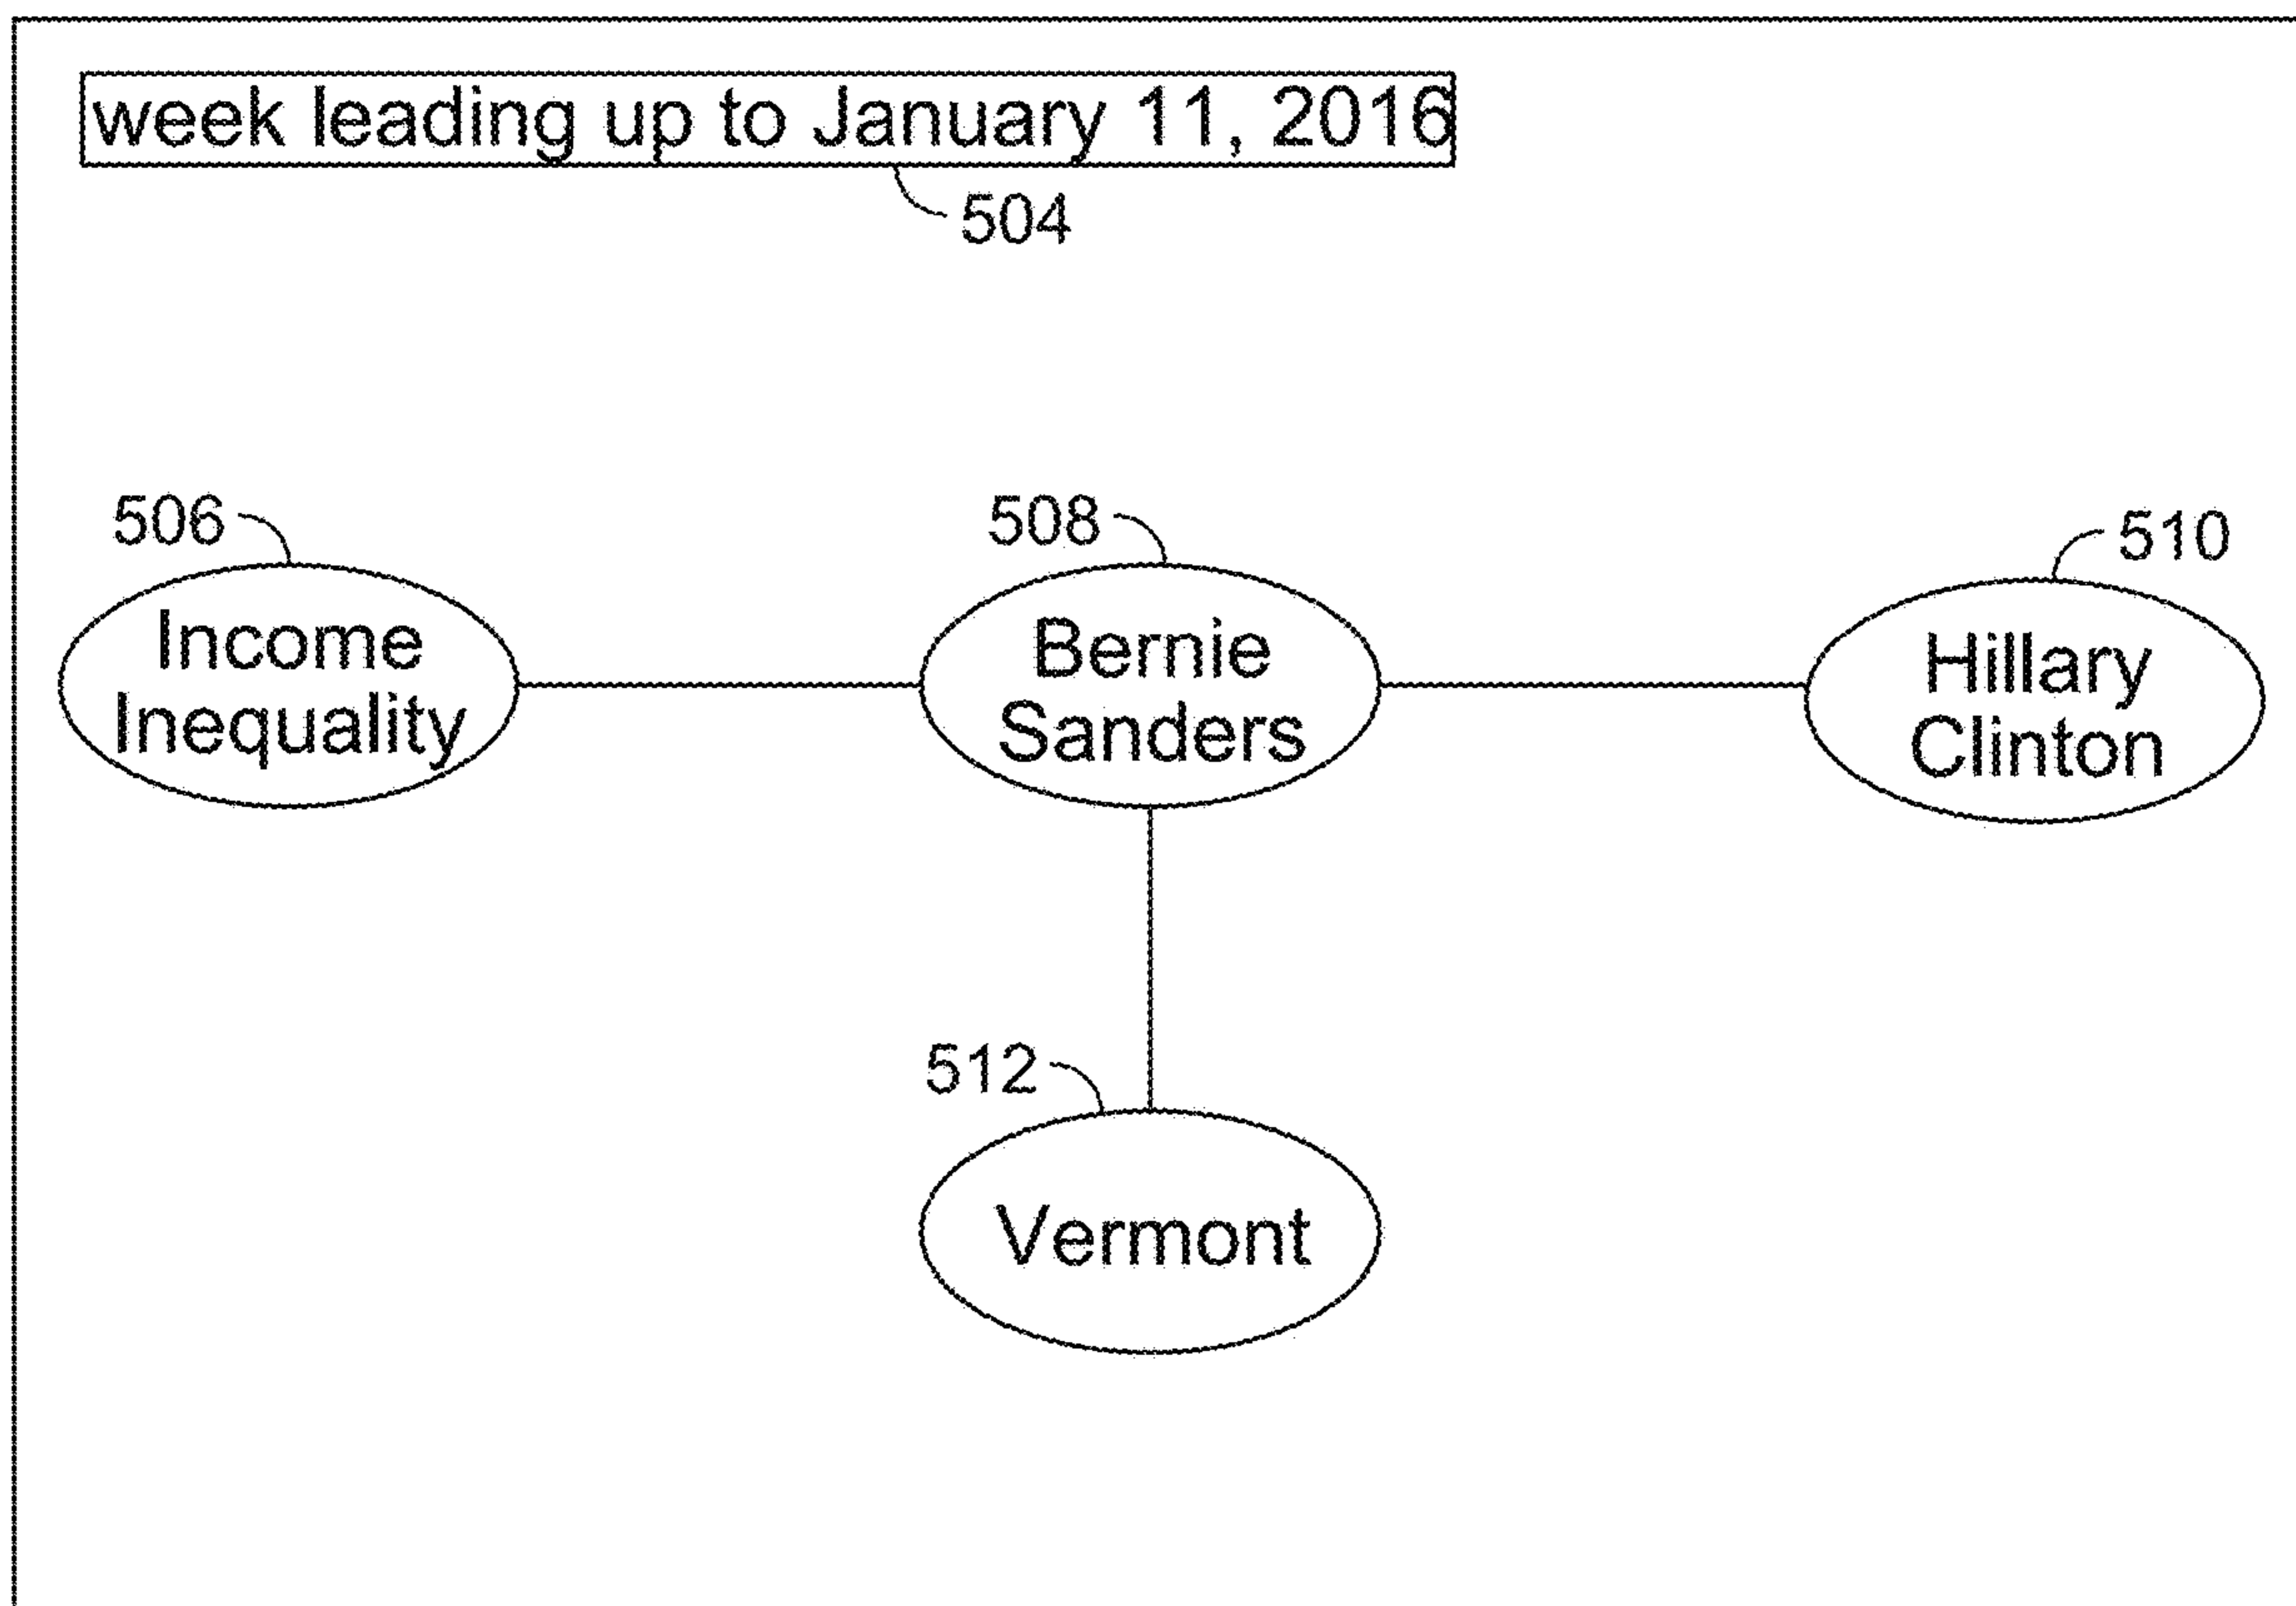 week leading up to January 11, 2016
504
506
508
510
Income
Inequality
Bernie
Sanders
Hillary
Clinton
512
Vermont